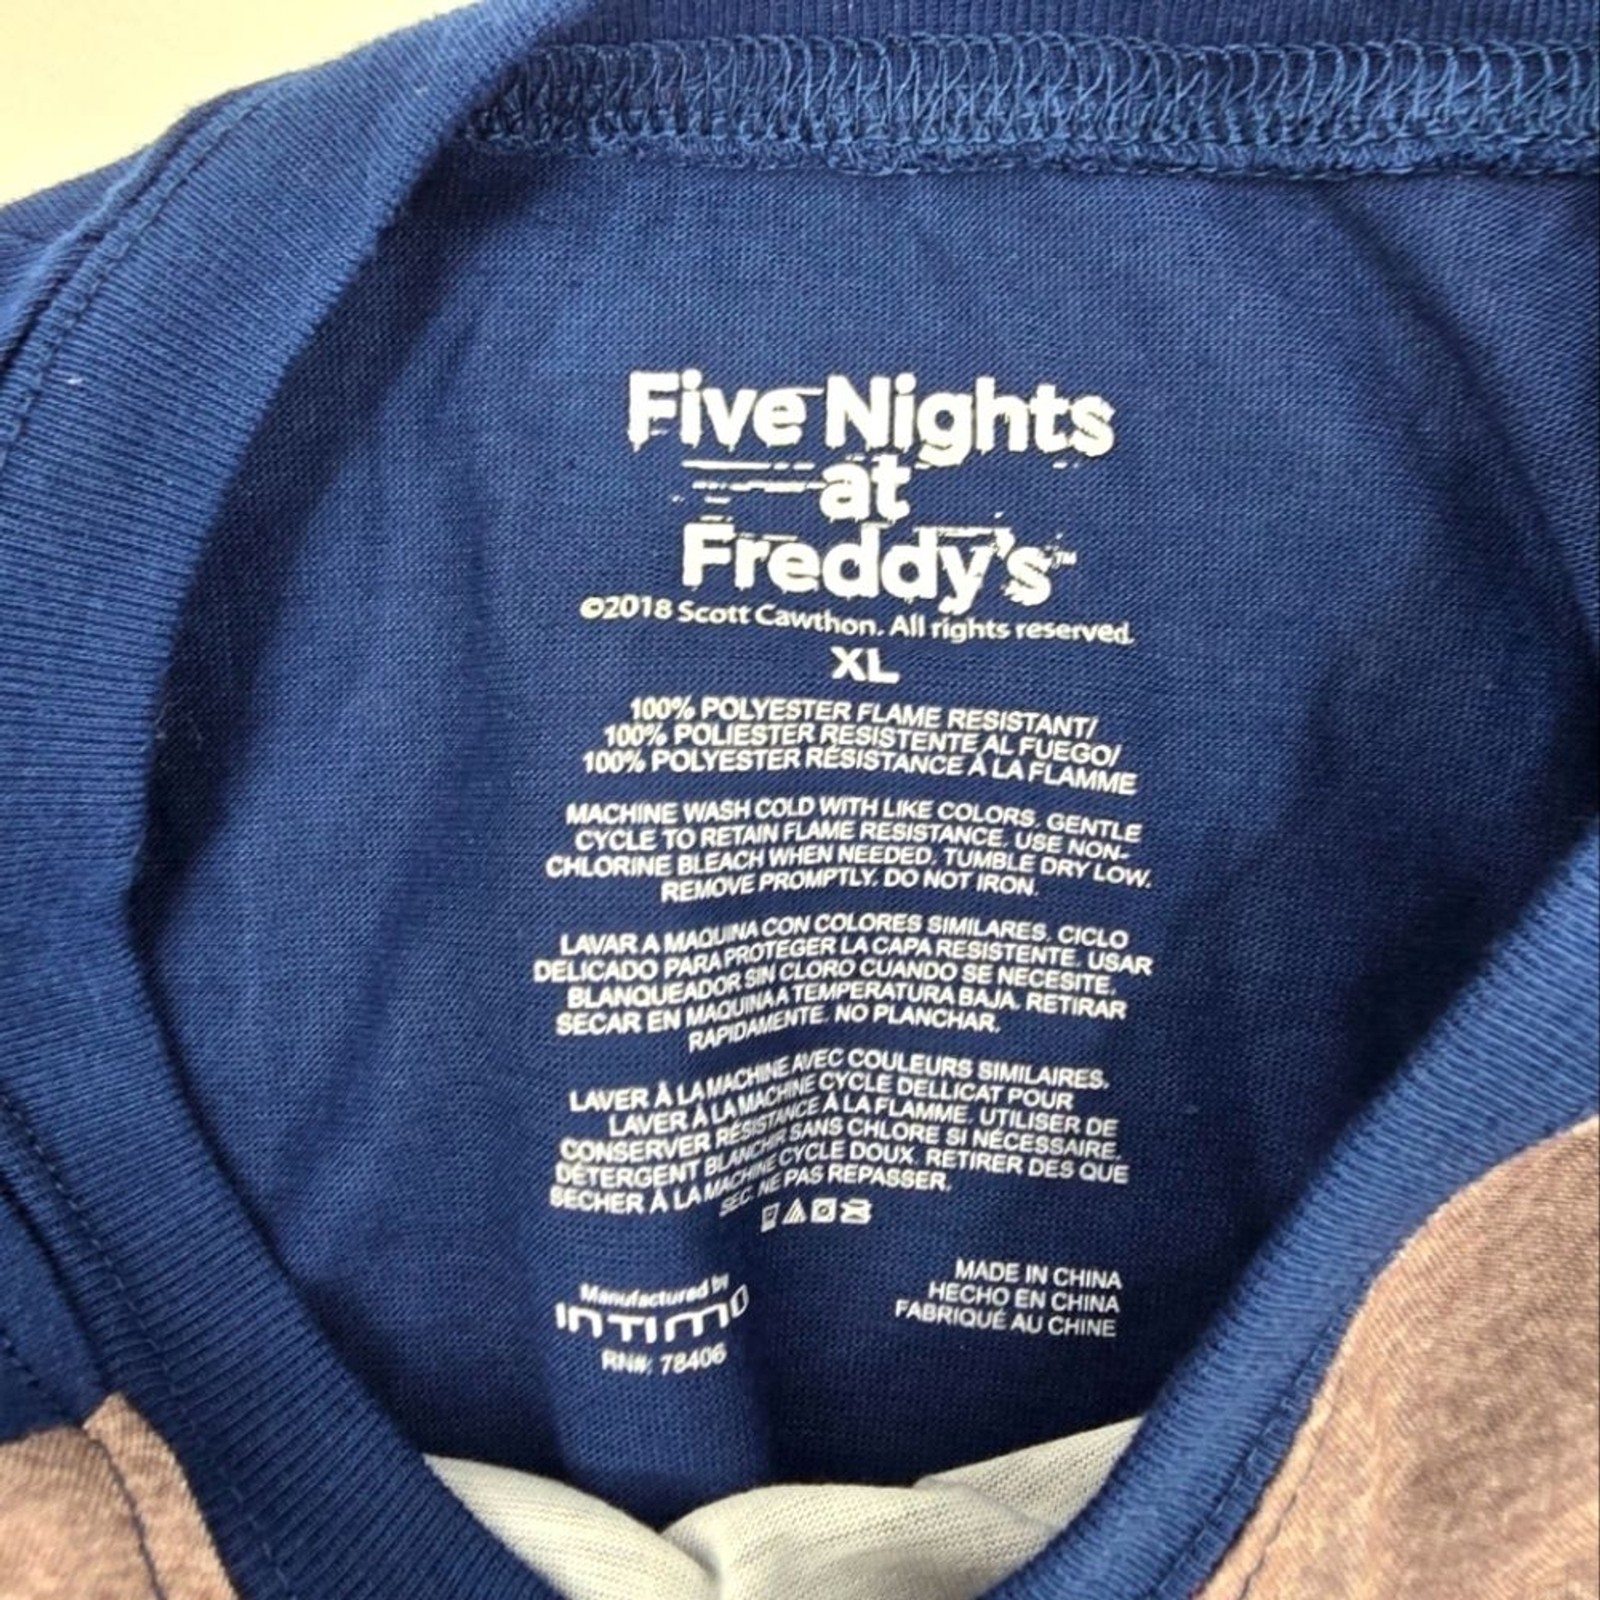 Five Nights
at
Freddy's™
©2018 Scott Cawthon. All rights reserved.
XL
100% POLYESTER FLAME RESISTANT/
100% POLIESTER RESISTENTE AL FUEGO/
100% POLYESTER RÉSISTANCE À LA FLAMME
MACHINE WASH COLD WITH LIKE COLORS. GENTLE
CYCLE TO RETAIN FLAME RESISTANCE. USE NON-
CHLORINE BLEACH WHEN NEEDED. TUMBLE DRY LOW.
REMOVE PROMPTLY. DO NOT IRON.
LAVAR A MAQUINA CON COLORES SIMILARES. CICLO
DELICADO PARA PROTEGER LA CAPA RESISTENTE. USAR
BLANQUEADOR SIN CLORO CUANDO SE NECESITE.
SECAR EN MAQUINA A TEMPERATURA BAJA. RETIRAR
RAPIDAMENTE. NO PLANCHAR.
LAVER À LA MACHINE AVEC COULEURS SIMILAIRES.
LAVER À LA MACHINE CYCLE DELLICAT POUR
CONSERVER RÉSISTANCE À LA FLAMME. UTILISER DE
DÉTERGENT BLANCHIR SANS CHLORE SI NÉCESSAIRE.
SECHER À LA MACHINE CYCLE DOUX. RETIRER DES QUE
SEC. NE PAS REPASSER.
MADE IN CHINA
HECHO EN CHINA
FABRIQUÉ AU CHINE
Manufactured by
INTIMO
RN#: 78406